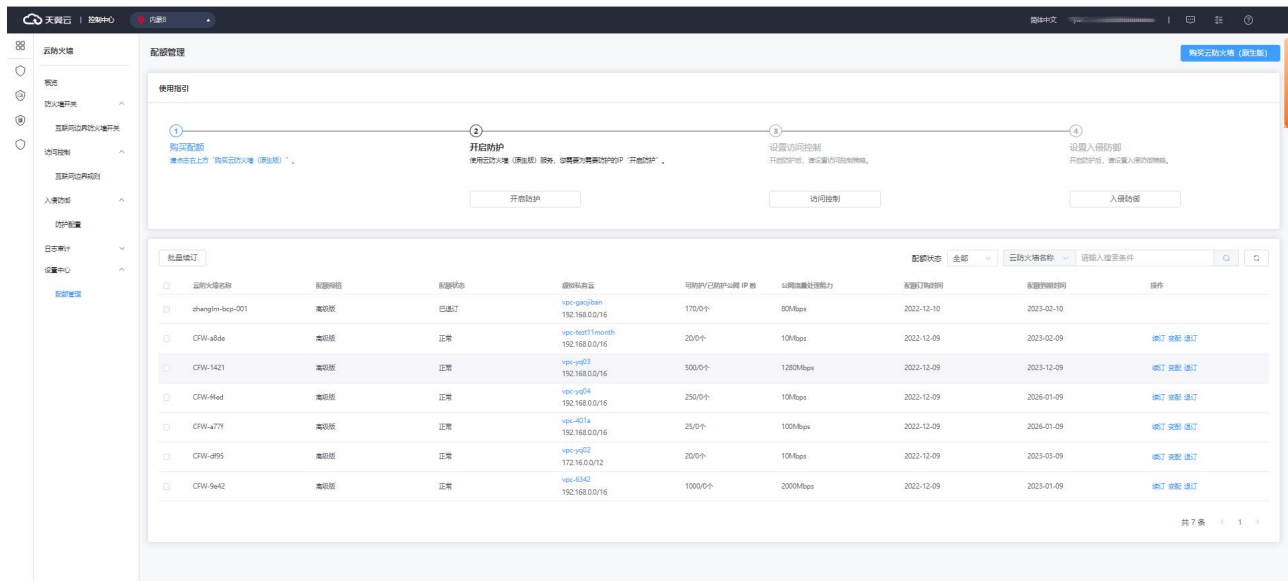 天翼云 | 控制中心 内蒙8 简体中文
云防火墙
概览
防火墙开关
互联网边界防火墙开关
访问控制
互联网边界规则
入侵防御
防护配置
日志审计
设置中心
配额管理
配额管理 购买云防火墙（原生版）
使用指引
1 2 3 4
购买配额 开启防护 设置访问控制 设置入侵防御
请点击右上方“购买云防火墙（原生版）”。 使用云防火墙（原生版）服务，您需要为需要防护的IP“开启防护”。 开启防护后，请设置访问控制策略。 开启防护后，请设置入侵防御策略。
开启防护 访问控制 入侵防御
批量续订 配额状态 全部 云防火墙名称 请输入搜索条件
云防火墙名称 配额规格 配额状态 虚拟私有云 可防护/已防护公网 IP 数 公网流量处理能力 配额订购时间 配额到期时间 操作
zhanglm-bcp-001 高级版 已退订 vpc-gaojiban 170/0个 80Mbps 2022-12-10 2023-02-10
192.168.0.0/16
CFW-a8de 高级版 正常 vpc-test11month 20/0个 10Mbps 2022-12-09 2023-02-09 续订 变配 退订
192.168.0.0/16
CFW-1421 高级版 正常 vpc-yq03 500/0个 1280Mbps 2022-12-09 2023-12-09 续订 变配 退订
192.168.0.0/16
CFW-f4ed 高级版 正常 vpc-yq04 250/0个 10Mbps 2022-12-09 2026-01-09 续订 变配 退订
192.168.0.0/16
CFW-a77f 高级版 正常 vpc-401a 25/0个 100Mbps 2022-12-09 2026-01-09 续订 变配 退订
192.168.0.0/16
CFW-df95 高级版 正常 vpc-yq02 20/0个 10Mbps 2022-12-09 2023-03-09 续订 变配 退订
172.16.0.0/12
CFW-9e42 高级版 正常 vpc-6342 1000/0个 2000Mbps 2022-12-09 2023-01-09 续订 变配 退订
192.168.0.0/16
共 7 条 < 1 >